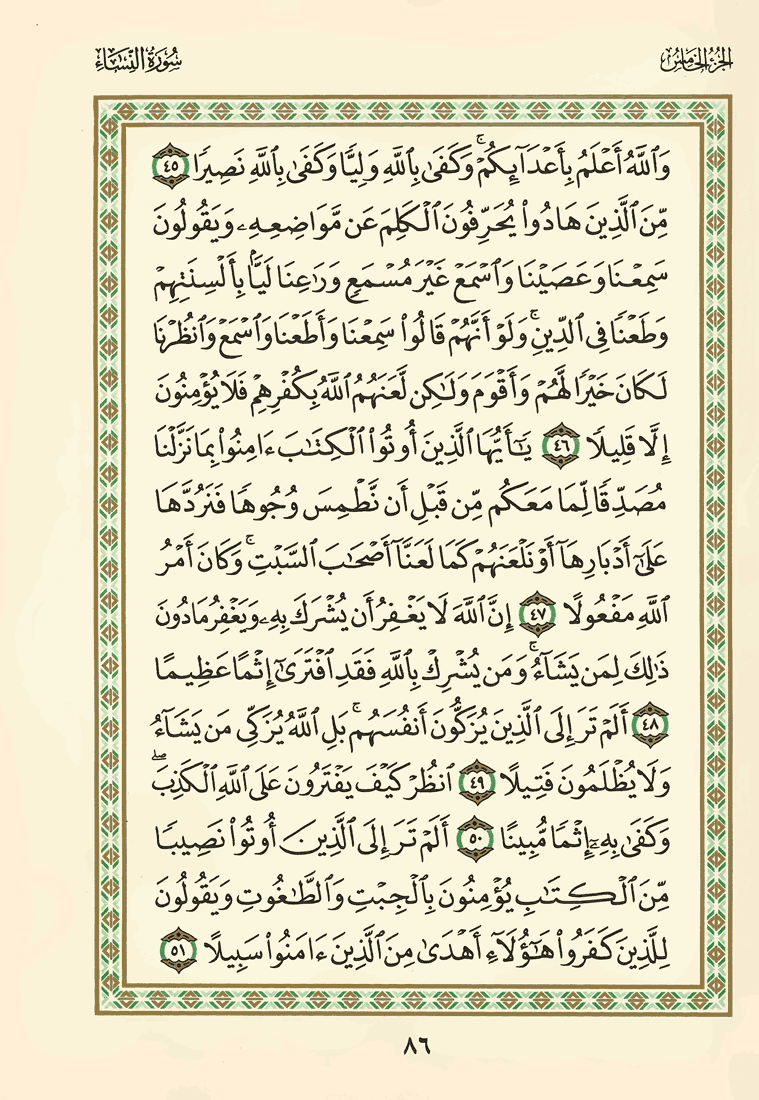 الجزء الخامس
سورة النساء
وَٱللَّهُ أَعْلَمُ بِأَعْدَآئِكُمْۚ وَكَفَىٰ بِٱللَّهِ وَلِيًّا وَكَفَىٰ بِٱللَّهِ نَصِيرًا ٤٥
مِّنَ ٱلَّذِينَ هَادُوا۟ يُحَرِّفُونَ ٱلْكَلِمَ عَن مَّوَاضِعِهِۦ وَيَقُولُونَ
سَمِعْنَا وَعَصَيْنَا وَٱسْمَعْ غَيْرَ مُسْمَعٍ وَرَٰعِنَا لَيًّۢا بِأَلْسِنَتِهِمْ
وَطَعْنًا فِى ٱلدِّينِۚ وَلَوْ أَنَّهُمْ قَالُوا۟ سَمِعْنَا وَأَطَعْنَا وَٱسْمَعْ وَٱنظُرْنَا
لَكَانَ خَيْرًا لَّهُمْ وَأَقْوَمَ وَلَٰكِن لَّعَنَهُمُ ٱللَّهُ بِكُفْرِهِمْ فَلَا يُؤْمِنُونَ
إِلَّا قَلِيلًا ٤٦ يَٰٓأَيُّهَا ٱلَّذِينَ أُوتُوا۟ ٱلْكِتَٰبَ ءَامِنُوا۟ بِمَا نَزَّلْنَا
مُصَدِّقًا لِّمَا مَعَكُم مِّن قَبْلِ أَن نَّطْمِسَ وُجُوهًا فَنَرُدَّهَا
عَلَىٰٓ أَدْبَارِهَآ أَوْ نَلْعَنَهُمْ كَمَا لَعَنَّآ أَصْحَٰبَ ٱلسَّبْتِۚ وَكَانَ أَمْرُ
ٱللَّهِ مَفْعُولًا ٤٧ إِنَّ ٱللَّهَ لَا يَغْفِرُ أَن يُشْرَكَ بِهِۦ وَيَغْفِرُ مَا دُونَ
ذَٰلِكَ لِمَن يَشَآءُۚ وَمَن يُشْرِكْ بِٱللَّهِ فَقَدِ ٱفْتَرَىٰٓ إِثْمًا عَظِيمًا
٤٨ أَلَمْ تَرَ إِلَى ٱلَّذِينَ يُزَكُّونَ أَنفُسَهُمۚ بَلِ ٱللَّهُ يُزَكِّى مَن يَشَآءُ
وَلَا يُظْلَمُونَ فَتِيلًا ٤٩ ٱنظُرْ كَيْفَ يَفْتَرُونَ عَلَى ٱللَّهِ ٱلْكَذِبَۖ
وَكَفَىٰ بِهِۦٓ إِثْمًا مُّبِينًا ٥٠ أَلَمْ تَرَ إِلَى ٱلَّذِينَ أُوتُوا۟ نَصِيبًا
مِّنَ ٱلْكِتَٰبِ يُؤْمِنُونَ بِٱلْجِبْتِ وَٱلطَّٰغُوتِ وَيَقُولُونَ
لِلَّذِينَ كَفَرُوا۟ هَٰٓؤُلَآءِ أَهْدَىٰ مِنَ ٱلَّذِينَ ءَامَنُوا۟ سَبِيلًا ٥١
٨٦